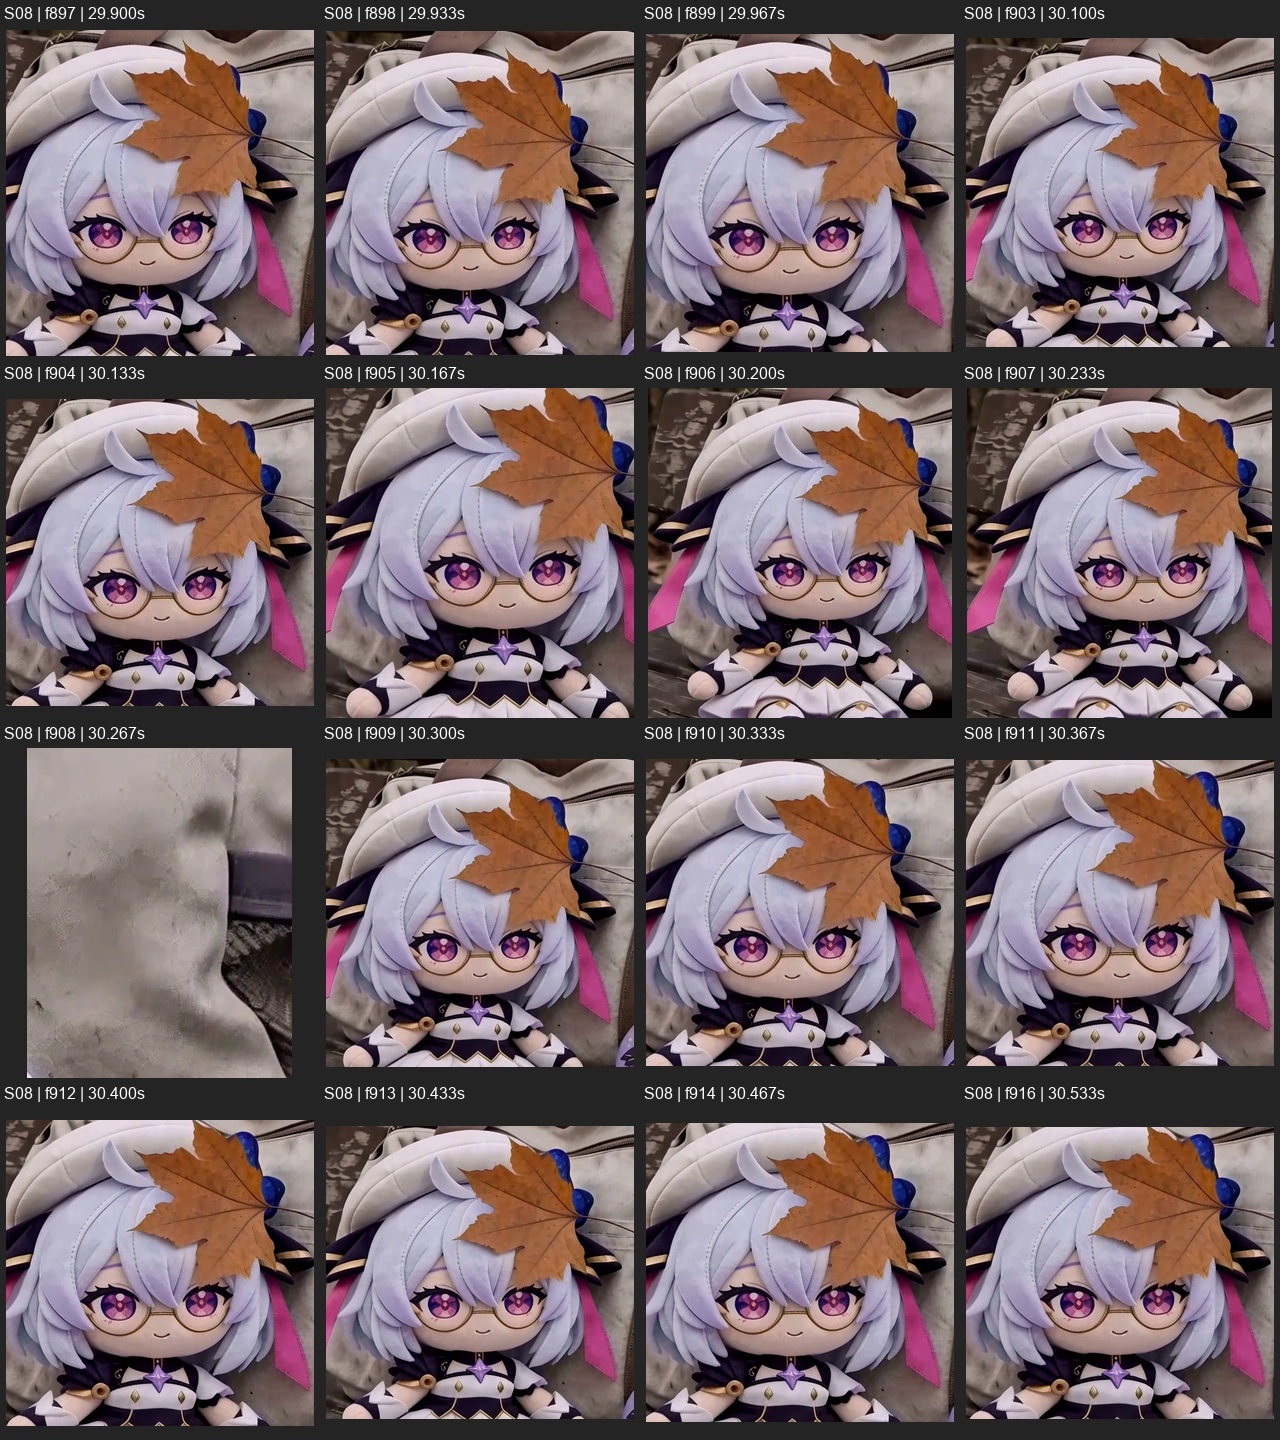 S08 | f897 | 29.900s
S08 | f898 | 29.933s
S08 | f899 | 29.967s
S08 | f903 | 30.100s
S08 | f904 | 30.133s
S08 | f905 | 30.167s
S08 | f906 | 30.200s
S08 | f907 | 30.233s
S08 | f908 | 30.267s
S08 | f909 | 30.300s
S08 | f910 | 30.333s
S08 | f911 | 30.367s
S08 | f912 | 30.400s
S08 | f913 | 30.433s
S08 | f914 | 30.467s
S08 | f916 | 30.533s